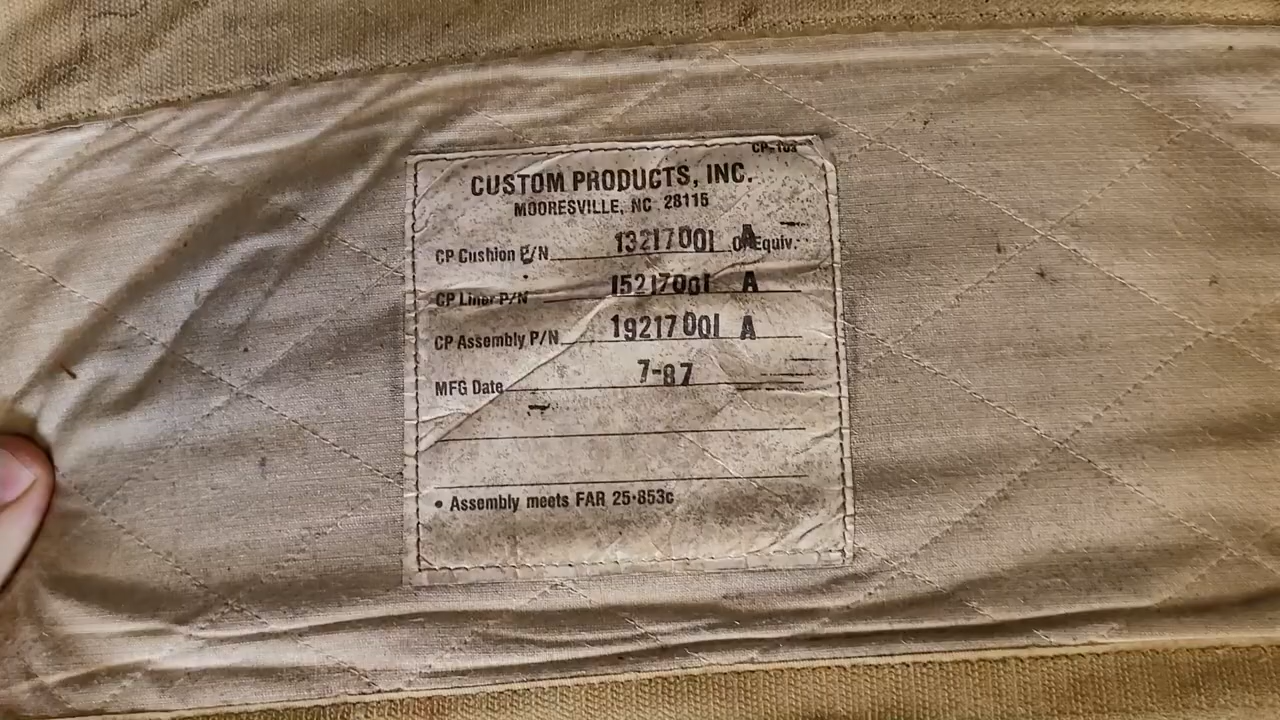 CP-103
CUSTOM PRODUCTS, INC.
MOORESVILLE, NC 28115
CP Cushion P/N 13217001 A Or Equiv.
CP Liner P/N 15217001 A
CP Assembly P/N 19217001 A
MFG Date 7-87
• Assembly meets FAR 25·853c